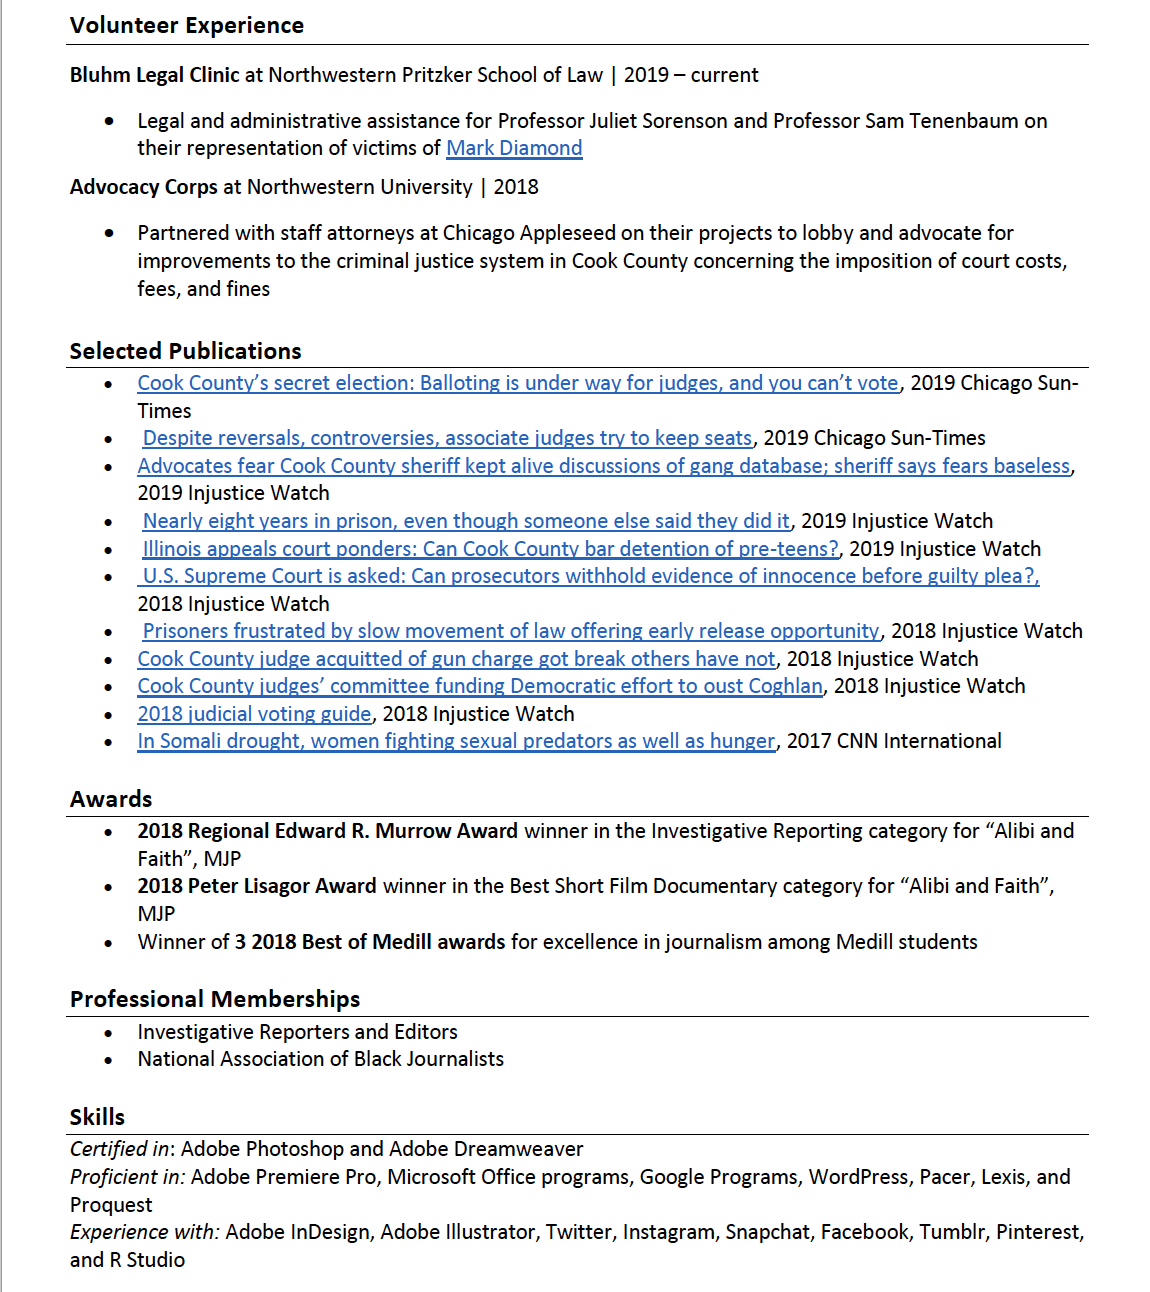 Volunteer Experience
Bluhm Legal Clinic at Northwestern Pritzker School of Law | 2019 – current
• Legal and administrative assistance for Professor Juliet Sorenson and Professor Sam Tenenbaum on
their representation of victims of Mark Diamond
Advocacy Corps at Northwestern University | 2018
• Partnered with staff attorneys at Chicago Appleseed on their projects to lobby and advocate for
improvements to the criminal justice system in Cook County concerning the imposition of court costs,
fees, and fines
Selected Publications
• Cook County’s secret election: Balloting is under way for judges, and you can’t vote, 2019 Chicago Sun-
Times
• Despite reversals, controversies, associate judges try to keep seats, 2019 Chicago Sun-Times
• Advocates fear Cook County sheriff kept alive discussions of gang database; sheriff says fears baseless,
2019 Injustice Watch
• Nearly eight years in prison, even though someone else said they did it, 2019 Injustice Watch
• Illinois appeals court ponders: Can Cook County bar detention of pre-teens?, 2019 Injustice Watch
• U.S. Supreme Court is asked: Can prosecutors withhold evidence of innocence before guilty plea?,
2018 Injustice Watch
• Prisoners frustrated by slow movement of law offering early release opportunity, 2018 Injustice Watch
• Cook County judge acquitted of gun charge got break others have not, 2018 Injustice Watch
• Cook County judges’ committee funding Democratic effort to oust Coghlan, 2018 Injustice Watch
• 2018 judicial voting guide, 2018 Injustice Watch
• In Somali drought, women fighting sexual predators as well as hunger, 2017 CNN International
Awards
• 2018 Regional Edward R. Murrow Award winner in the Investigative Reporting category for “Alibi and
Faith”, MJP
• 2018 Peter Lisagor Award winner in the Best Short Film Documentary category for “Alibi and Faith”,
MJP
• Winner of 3 2018 Best of Medill awards for excellence in journalism among Medill students
Professional Memberships
• Investigative Reporters and Editors
• National Association of Black Journalists
Skills
Certified in: Adobe Photoshop and Adobe Dreamweaver
Proficient in: Adobe Premiere Pro, Microsoft Office programs, Google Programs, WordPress, Pacer, Lexis, and
Proquest
Experience with: Adobe InDesign, Adobe Illustrator, Twitter, Instagram, Snapchat, Facebook, Tumblr, Pinterest,
and R Studio